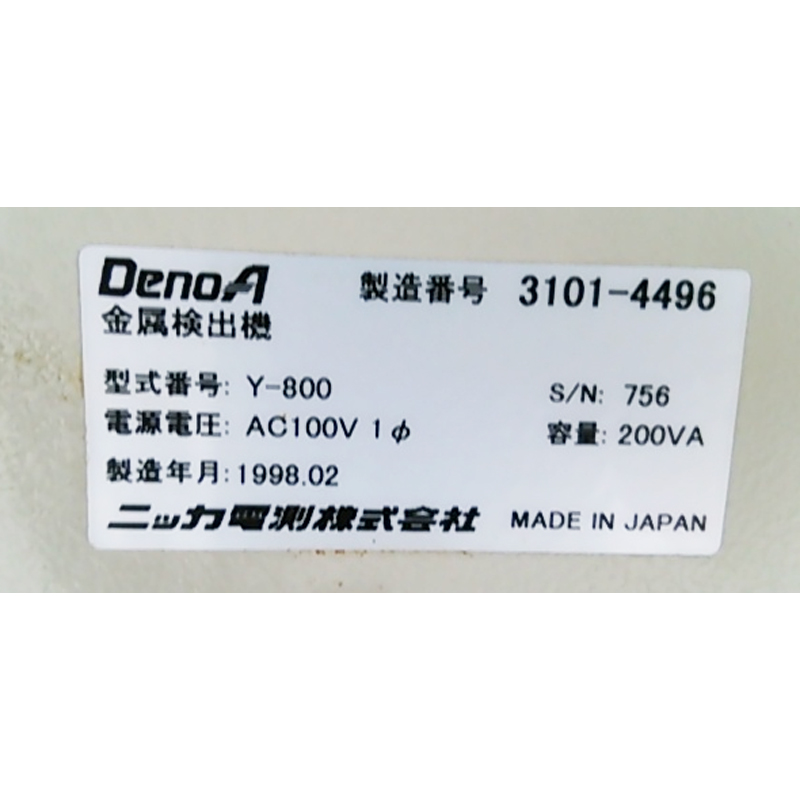 DenoA 製造番号 3101-4496
金属検出機
型式番号: Y-800 S/N: 756
電源電圧: AC100V 1φ 容量: 200VA
製造年月: 1998.02
ニッカ電測株式会社 MADE IN JAPAN